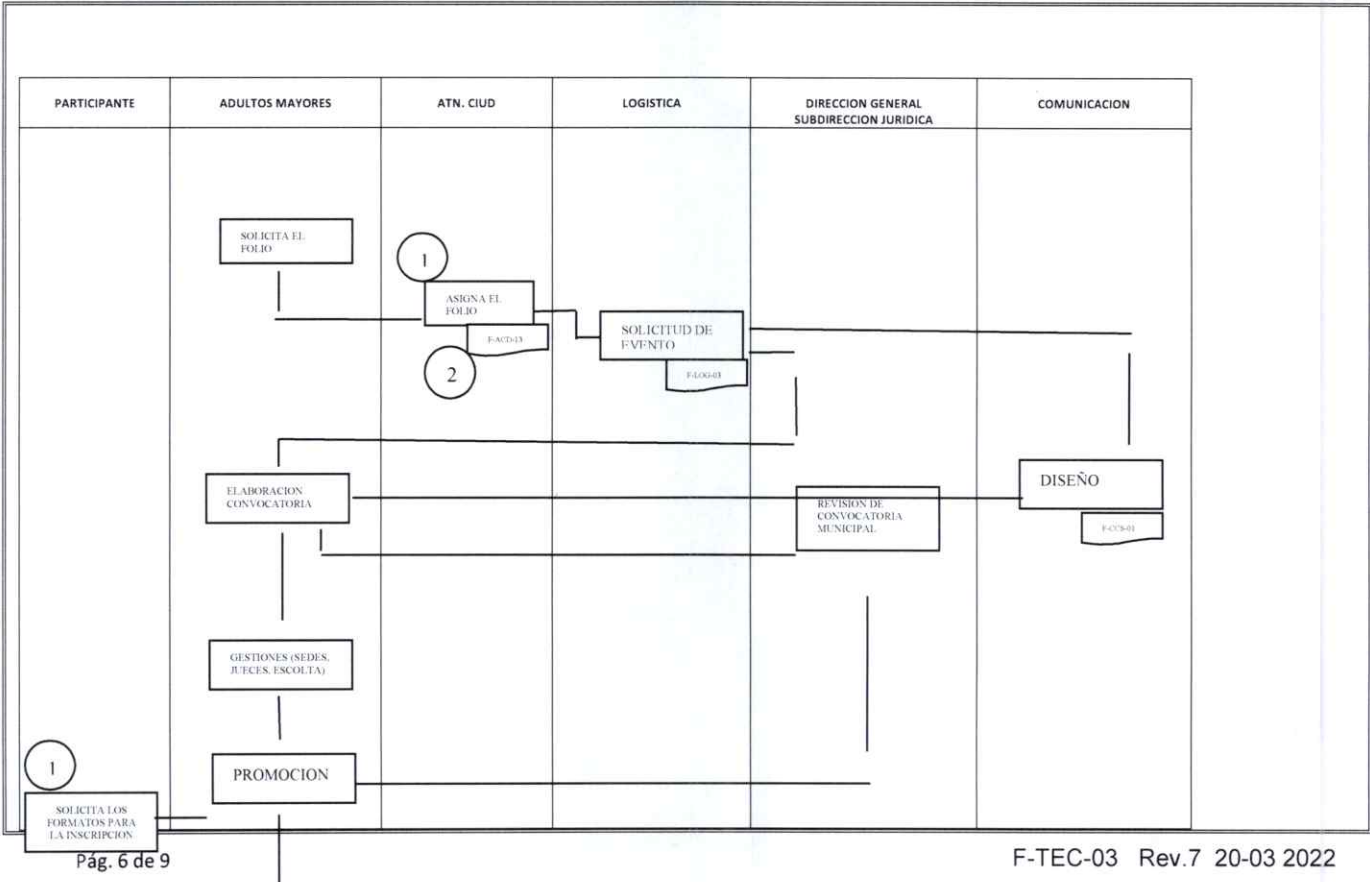 PARTICIPANTE
ADULTOS MAYORES
ATN. CIUD
LOGISTICA
DIRECCION GENERAL
SUBDIRECCION JURIDICA
COMUNICACION
SOLICITA EL
FOLIO
1
ASIGNA EL
FOLIO
F-ACD-13
2
SOLICITUD DE
EVENTO
F-LOG-03
ELABORACION
CONVOCATORIA
REVISION DE
CONVOCATORIA
MUNICIPAL
DISEÑO
F-CCS-01
GESTIONES (SEDES,
JUECES, ESCOLTA)
1
PROMOCION
SOLICITA LOS
FORMATOS PARA
LA INSCRIPCION
Pág. 6 de 9
F-TEC-03 Rev.7 20-03 2022